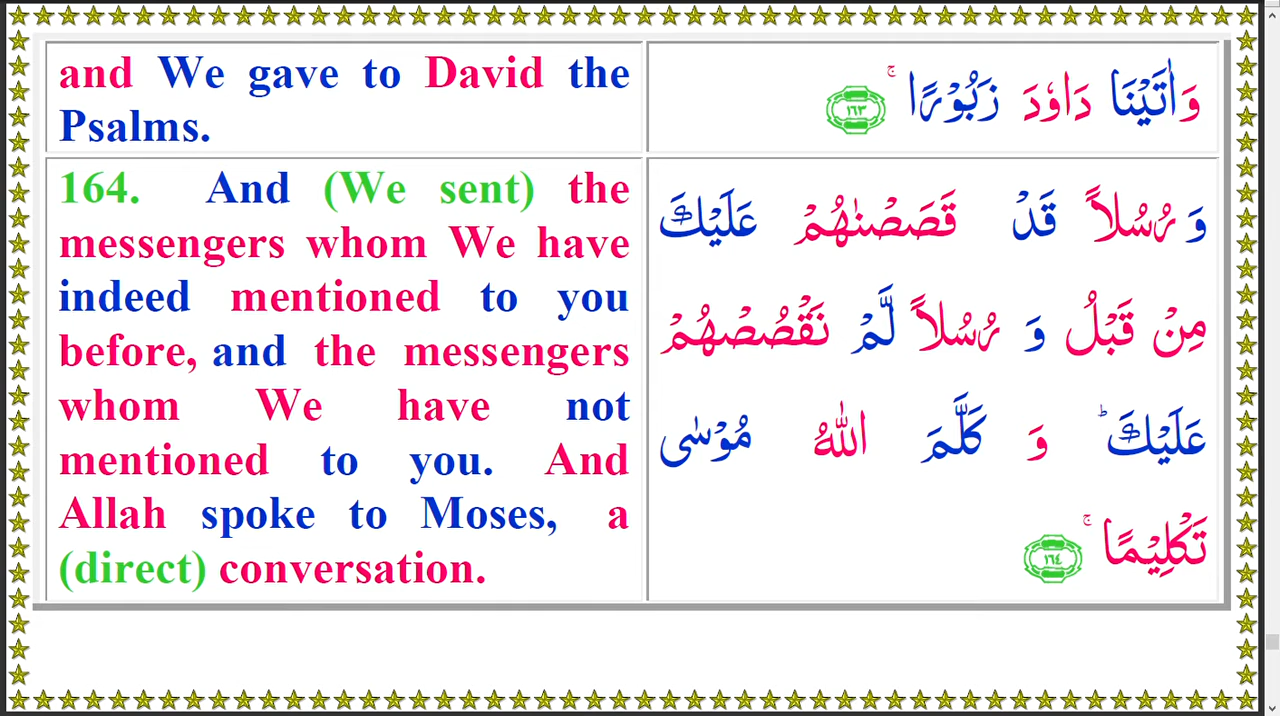 and We gave to David the
Psalms.
وَاٰتَيْنَا دَاوٗدَ زَبُوْرًا ۚ ١٦٣
164. And (We sent) the
messengers whom We have
indeed mentioned to you
before, and the messengers
whom We have not
mentioned to you. And
Allah spoke to Moses, a
(direct) conversation.
وَ رُسُلاً قَدْ قَصَصْنٰهُمْ عَلَيْكَ
مِنْ قَبْلُ وَ رُسُلاً لَّمْ نَقْصُصْهُمْ
عَلَيْكَ ؕ وَ كَلَّمَ اللّٰهُ مُوْسٰى
تَكْلِيْمًا ۚ ١٦٤